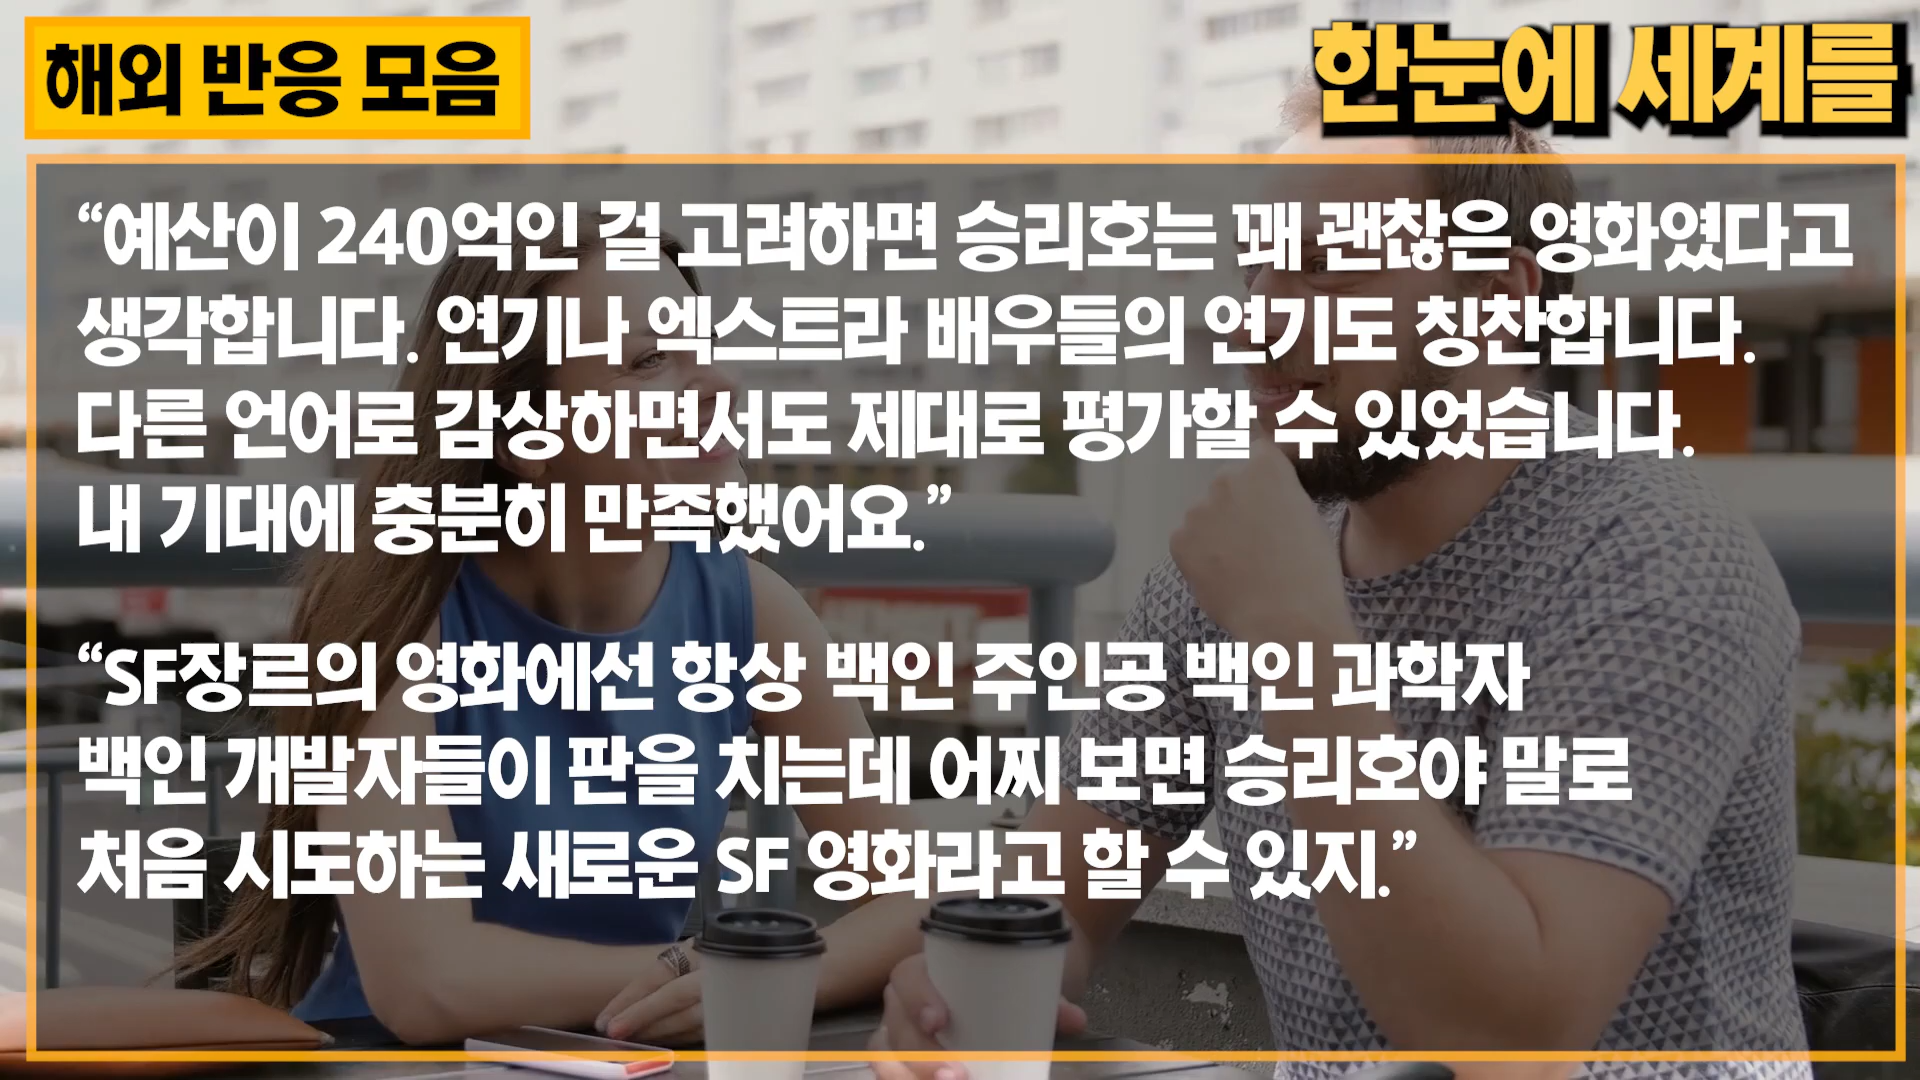 해외 반응 모음
한눈에 세계를
“예산이 240억인 걸 고려하면 승리호는 꽤 괜찮은 영화였다고
생각합니다. 연기나 엑스트라 배우들의 연기도 칭찬합니다.
다른 언어로 감상하면서도 제대로 평가할 수 있었습니다.
내 기대에 충분히 만족했어요.”
“SF장르의 영화에선 항상 백인 주인공 백인 과학자
백인 개발자들이 판을 치는데 어찌 보면 승리호야 말로
처음 시도하는 새로운 SF 영화라고 할 수 있지.”